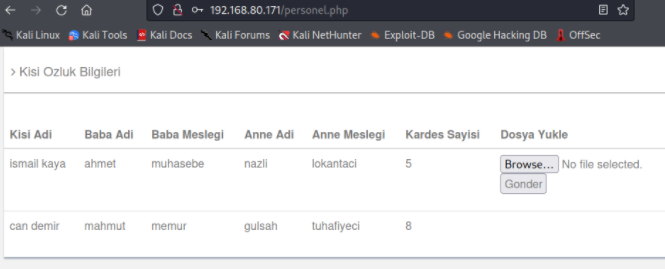 192.168.80.171/personel.php
Kali Linux Kali Tools Kali Docs Kali Forums Kali NetHunter Exploit-DB Google Hacking DB OffSec
> Kisi Ozluk Bilgileri
Kisi Adi Baba Adi Baba Meslegi Anne Adi Anne Meslegi Kardes Sayisi Dosya Yukle
ismail kaya ahmet muhasebe nazli lokantaci 5 Browse... No file selected.
Gonder
can demir mahmut memur gulsah tuhafiyeci 8